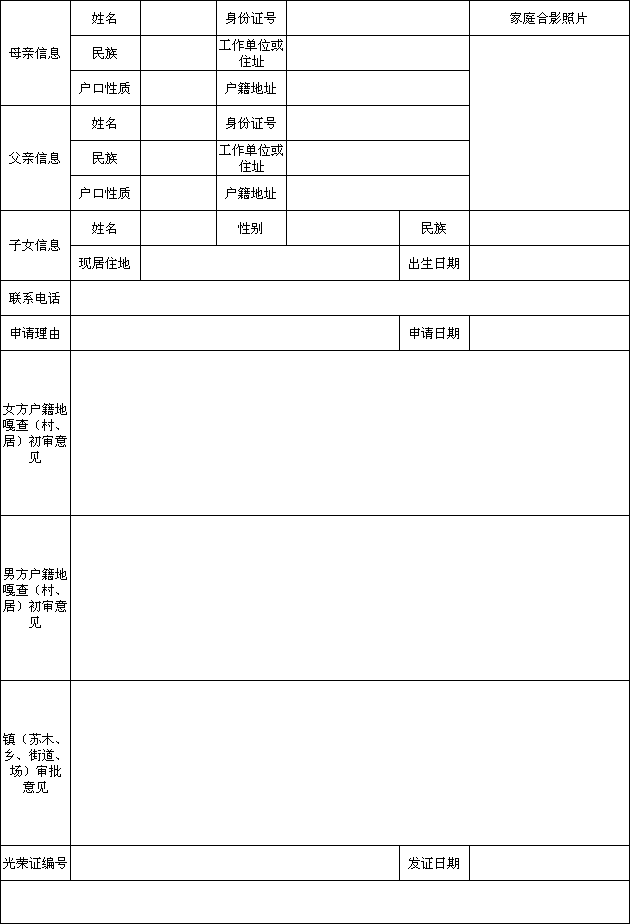 姓名 身份证号 家庭合影照片
母亲信息 民族 工作单位或
住址
户口性质 户籍地址
姓名 身份证号
父亲信息 民族 工作单位或
住址
户口性质 户籍地址
子女信息 姓名 性别 民族
现居住地 出生日期
联系电话
申请理由 申请日期
女方户籍地
嘎查（村、
居）初审意
见
男方户籍地
嘎查（村、
居）初审意
见
镇（苏木、
乡、街道、
场）审批
意见
光荣证编号 发证日期